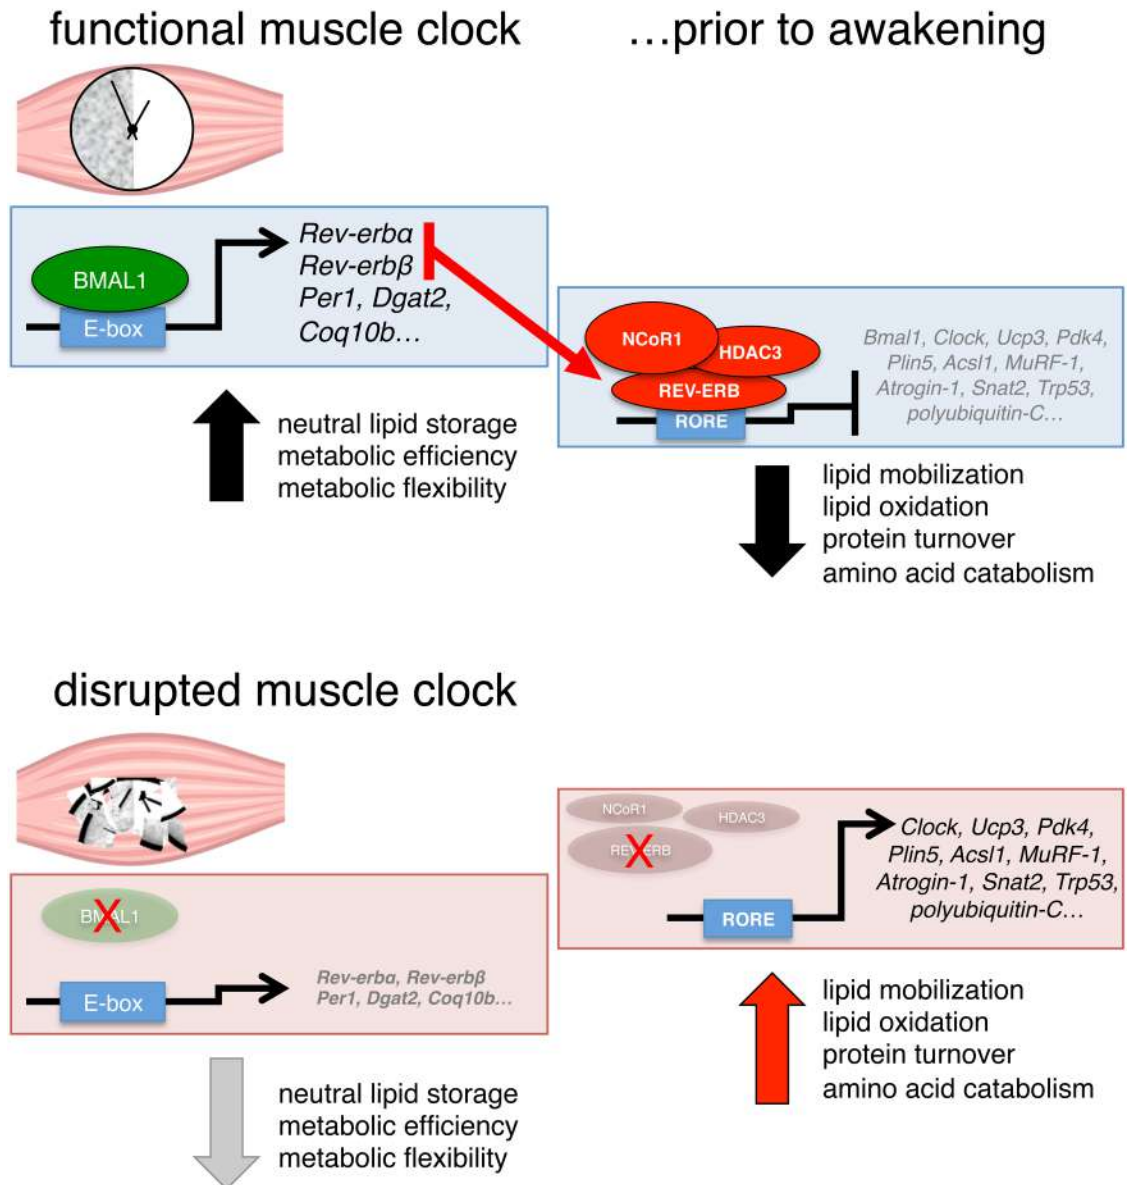 functional muscle clock
…prior to awakening
BMAL1
E-box
Rev-erbα
Rev-erbβ
Per1, Dgat2,
Coq10b…
NCoR1
HDAC3
REV-ERB
RORE
Bmal1, Clock, Ucp3, Pdk4,
Plin5, Acsl1, MuRF-1,
Atrogin-1, Snat2, Trp53,
polyubiquitin-C…
neutral lipid storage
metabolic efficiency
metabolic flexibility
lipid mobilization
lipid oxidation
protein turnover
amino acid catabolism
disrupted muscle clock
BMAL1
X
E-box
Rev-erbα, Rev-erbβ
Per1, Dgat2, Coq10b…
NCoR1
HDAC3
REV-ERB
X
RORE
Clock, Ucp3, Pdk4,
Plin5, Acsl1, MuRF-1,
Atrogin-1, Snat2, Trp53,
polyubiquitin-C…
neutral lipid storage
metabolic efficiency
metabolic flexibility
lipid mobilization
lipid oxidation
protein turnover
amino acid catabolism